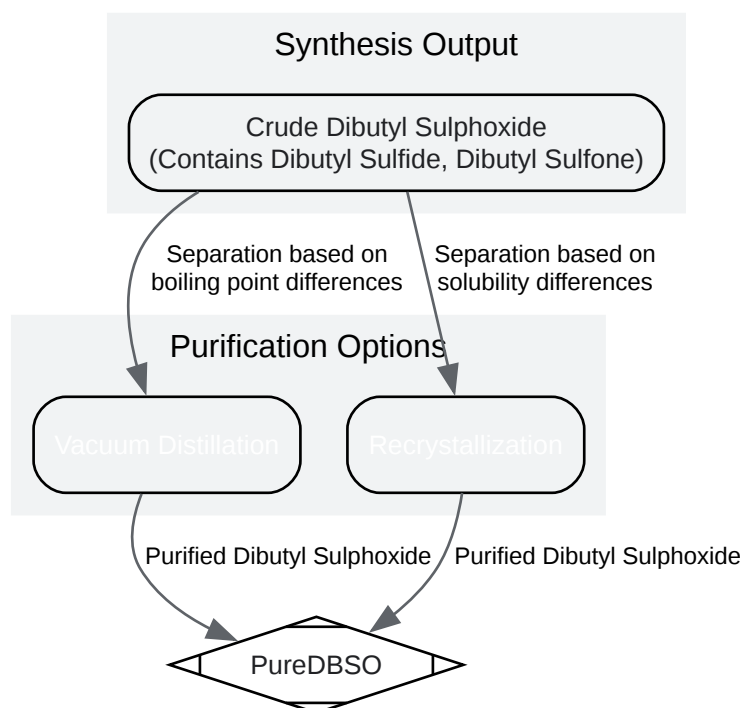 Synthesis Output
Crude Dibutyl Sulphoxide
(Contains Dibutyl Sulfide, Dibutyl Sulfone)
Separation based on
boiling point differences
Separation based on
solubility differences
Purification Options
Vacuum Distillation
Recrystallization
Purified Dibutyl Sulphoxide
Purified Dibutyl Sulphoxide
PureDBSO